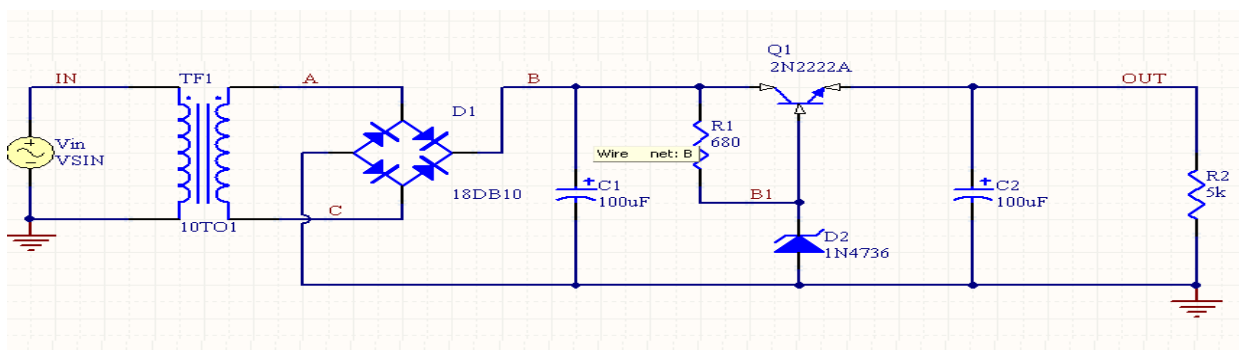 IN
TF1
A
B
Q1
2N2222A
OUT
Vin
VSIN
+
D1
18DB10
R1
680
Wire net: B
C1
100uF
+
B1
C
10TO1
D2
1N4736
C2
100uF
+
R2
5k